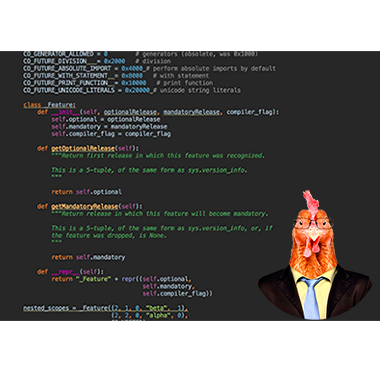 CO_GENERATOR_ALLOWED = 0 # generators (obsolete, was 0x1000)
CO_FUTURE_DIVISION = 0x2000 # division
CO_FUTURE_ABSOLUTE_IMPORT = 0x4000 # perform absolute imports by default
CO_FUTURE_WITH_STATEMENT = 0x8000 # with statement
CO_FUTURE_PRINT_FUNCTION = 0x10000 # print function
CO_FUTURE_UNICODE_LITERALS = 0x20000 # unicode string literals
class _Feature:
def __init__(self, optionalRelease, mandatoryRelease, compiler_flag):
self.optional = optionalRelease
self.mandatory = mandatoryRelease
self.compiler_flag = compiler_flag
def getOptionalRelease(self):
"""Return first release in which this feature was recognized.
This is a 5-tuple, of the same form as sys.version_info.
"""
return self.optional
def getMandatoryRelease(self):
"""Return release in which this feature will become mandatory.
This is a 5-tuple, of the same form as sys.version_info, or, if
the feature was dropped, is None.
"""
return self.mandatory
def __repr__(self):
return "_Feature" + repr((self.optional,
self.mandatory,
self.compiler_flag))
nested_scopes = _Feature((2, 1, 0, "beta", 1),
(2, 2, 0, "alpha", 0),